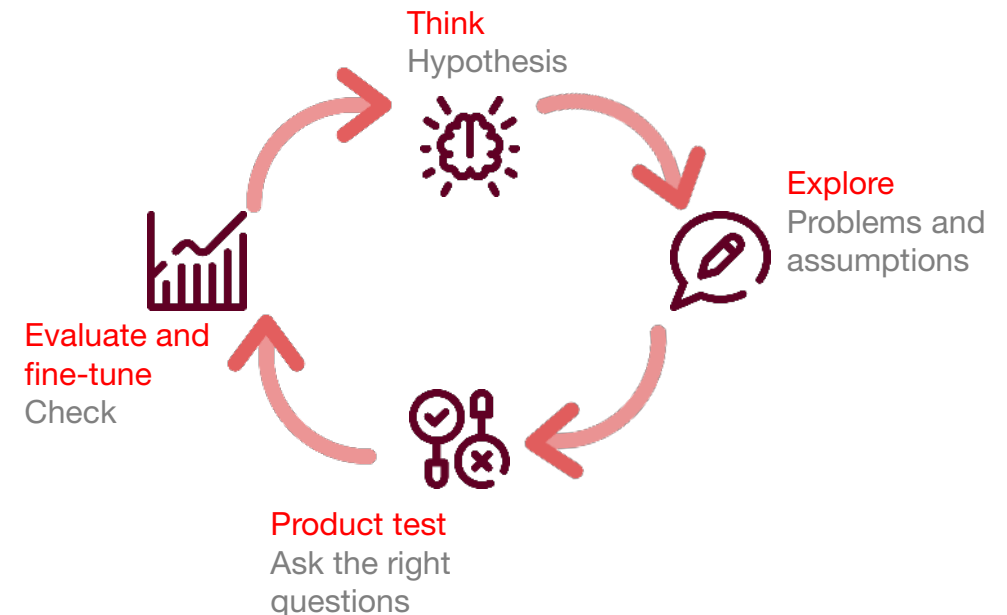 Think
Hypothesis
Explore
Problems and
assumptions
Product test
Ask the right
questions
Evaluate and
fine-tune
Check